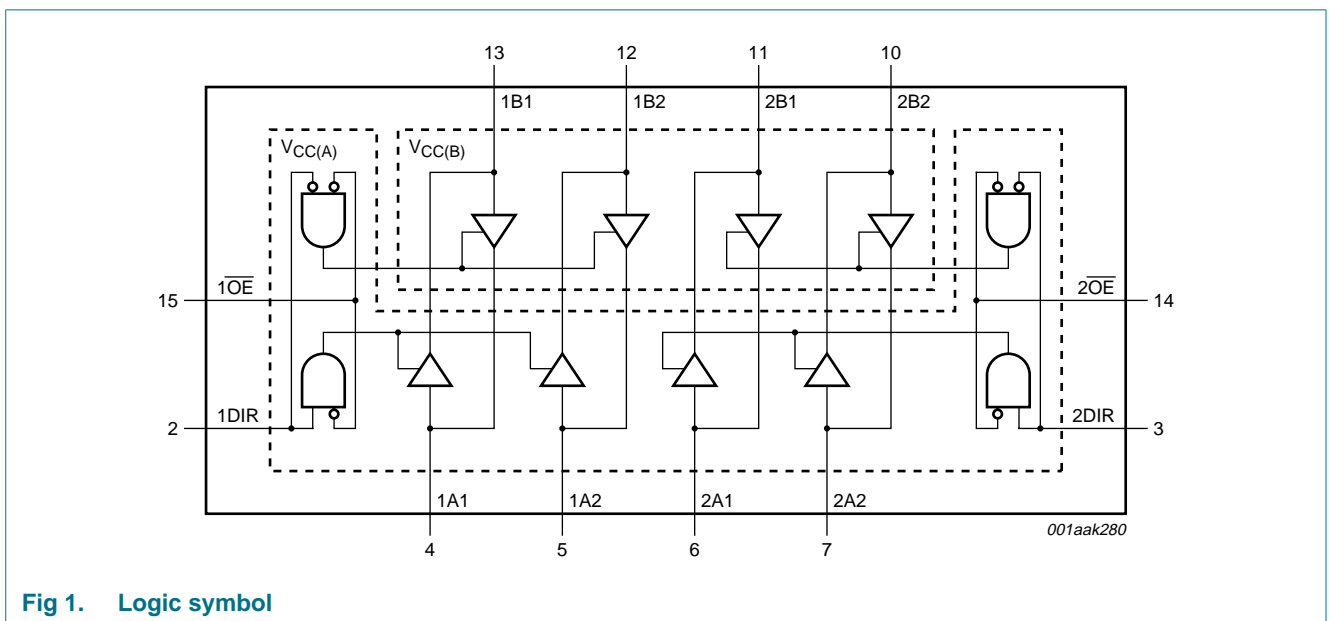 13 12 11 10
1B1 1B2 2B1 2B2
VCC(A) VCC(B)
15 1OE 2OE 14
2 1DIR 2DIR 3
1A1 1A2 2A1 2A2
4 5 6 7
001aak280
Fig 1. Logic symbol